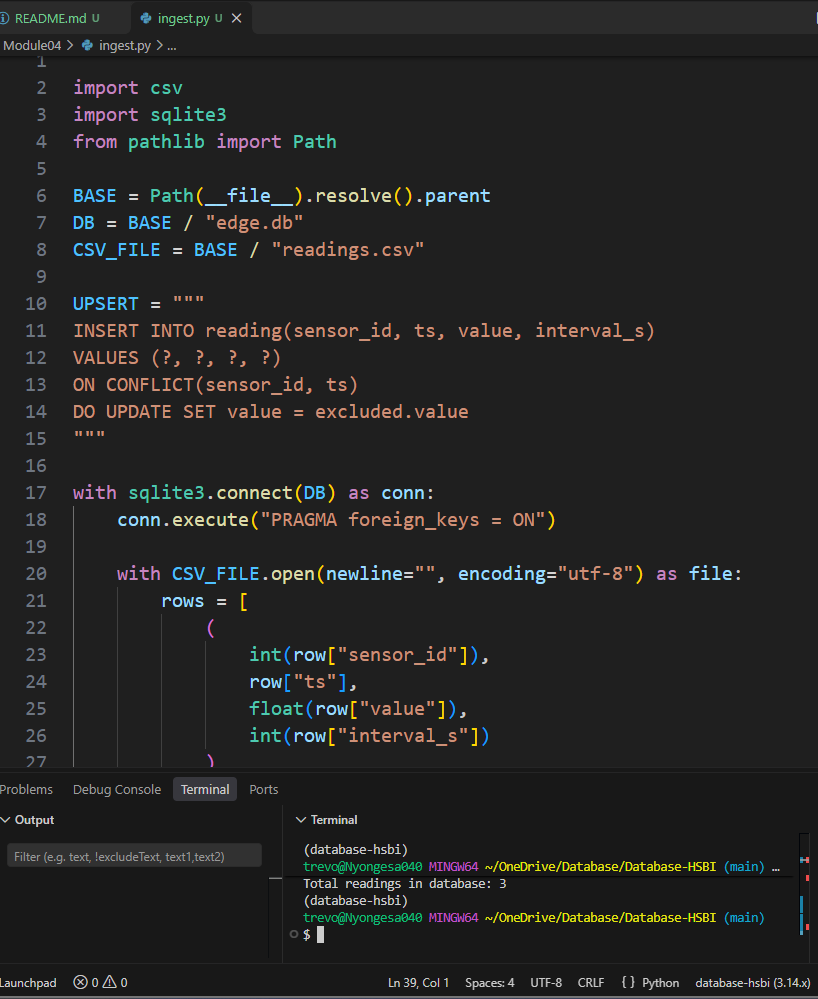 README.md U
ingest.py U
Module04 > ingest.py > ...
1
2 import csv
3 import sqlite3
4 from pathlib import Path
5
6 BASE = Path(__file__).resolve().parent
7 DB = BASE / "edge.db"
8 CSV_FILE = BASE / "readings.csv"
9
10 UPSERT = """
11 INSERT INTO reading(sensor_id, ts, value, interval_s)
12 VALUES (?, ?, ?, ?)
13 ON CONFLICT(sensor_id, ts)
14 DO UPDATE SET value = excluded.value
15 """
16
17 with sqlite3.connect(DB) as conn:
18     conn.execute("PRAGMA foreign_keys = ON")
19
20     with CSV_FILE.open(newline="", encoding="utf-8") as file:
21         rows = [
22             (
23                 int(row["sensor_id"]),
24                 row["ts"],
25                 float(row["value"]),
26                 int(row["interval_s"])
27             )
Problems Debug Console Terminal Ports
Output
Filter (e.g. text, !excludeText, text1,text2)
Terminal
(database-hsbi)
trevo@Nyongesa040 MINGW64 ~/OneDrive/Database/Database-HSBI (main) ...
Total readings in database: 3
(database-hsbi)
trevo@Nyongesa040 MINGW64 ~/OneDrive/Database/Database-HSBI (main)
$
Launchpad 0 0 Ln 39, Col 1 Spaces: 4 UTF-8 CRLF { } Python database-hsbi (3.14.x)